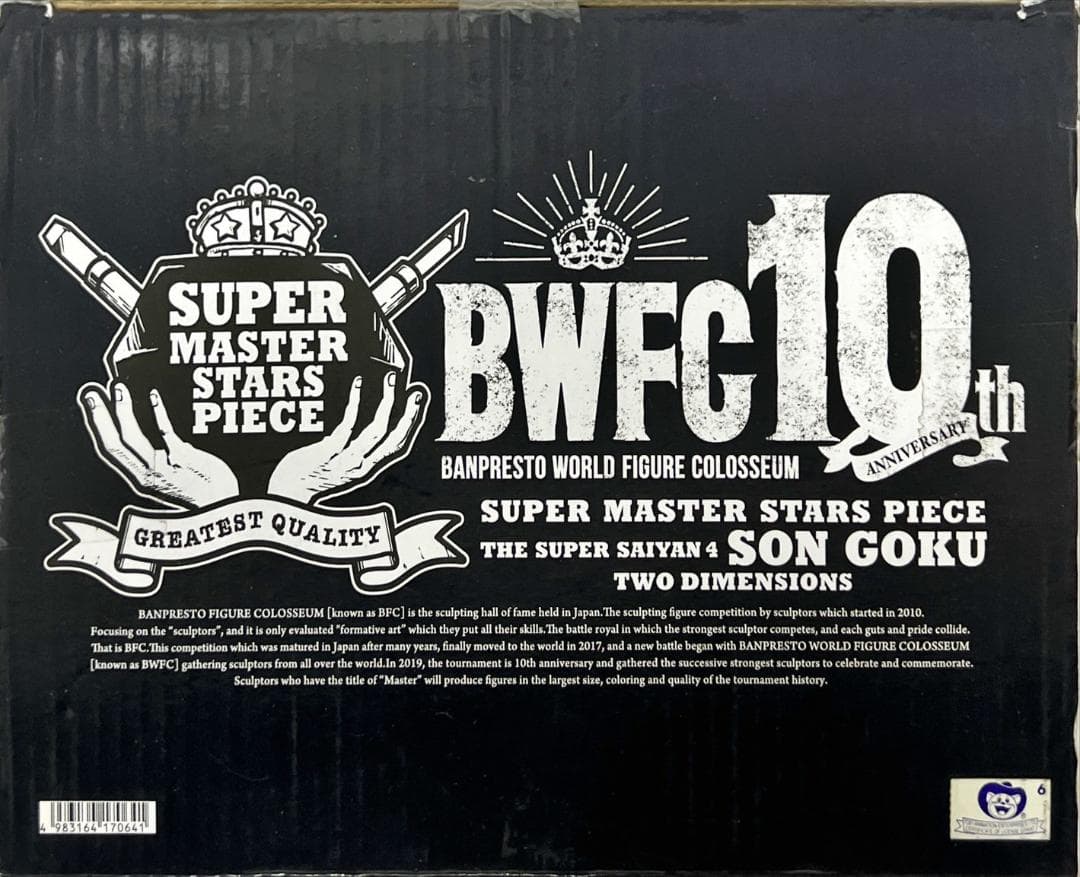 SUPER
MASTER
STARS
PIECE
GREATEST QUALITY
BWFC 10th
ANNIVERSARY
BANPRESTO WORLD FIGURE COLOSSEUM
SUPER MASTER STARS PIECE
THE SUPER SAIYAN 4 SON GOKU
TWO DIMENSIONS
BANPRESTO FIGURE COLOSSEUM [known as BFC] is the sculpting hall of fame held in Japan.The sculpting figure competition by sculptors which started in 2010.
Focusing on the "sculptors", and it is only evaluated "formative art" which they put all their skills.The battle royal in which the strongest sculptor competes, and each guts and pride collide.
That is BFC.This competition which was matured in Japan after many years, finally moved to the world in 2017, and a new battle began with BANPRESTO WORLD FIGURE COLOSSEUM
[known as BWFC] gathering sculptors from all over the world.In 2019, the tournament is 10th anniversary and gathered the successive strongest sculptors to celebrate and commemorate.
Sculptors who have the title of "Master" will produce figures in the largest size, coloring and quality of the tournament history.
4 983164 170641
6